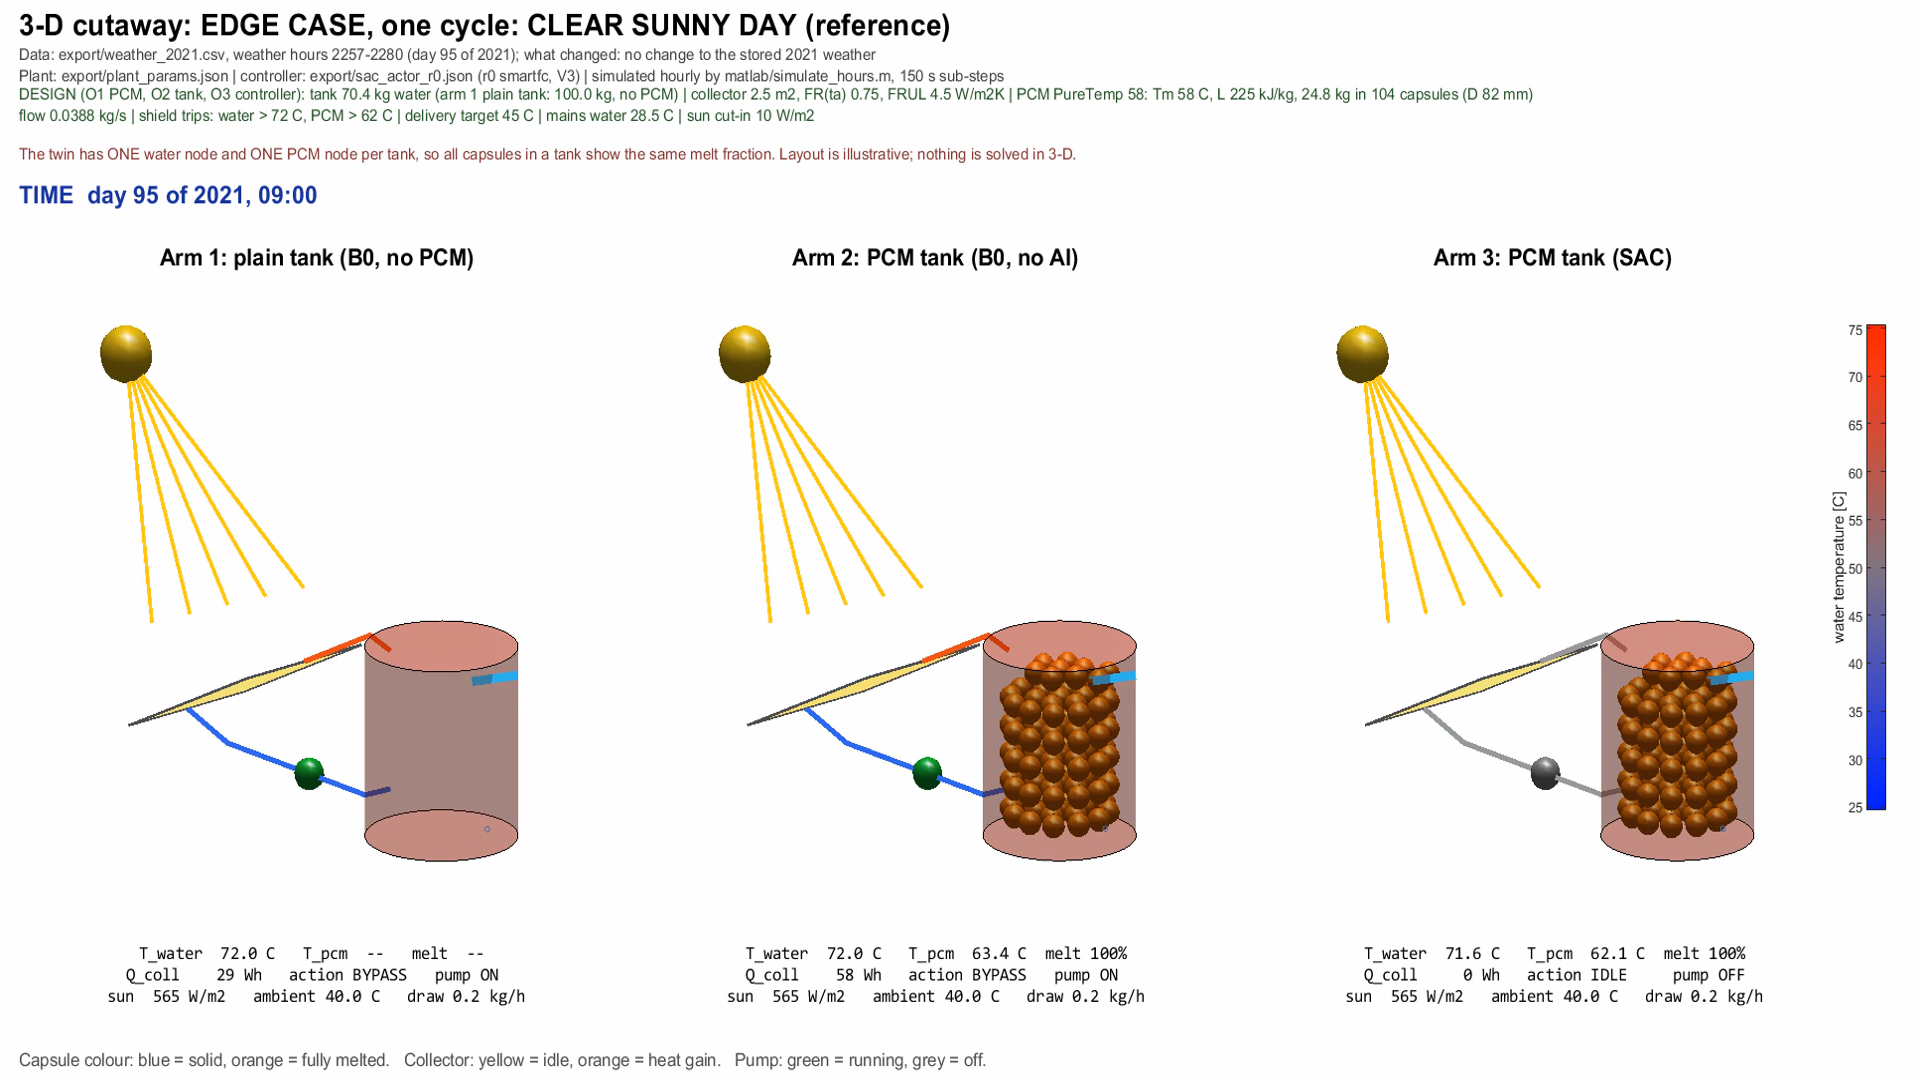 3-D cutaway: EDGE CASE, one cycle: CLEAR SUNNY DAY (reference)
Data: export/weather_2021.csv, weather hours 2257-2280 (day 95 of 2021); what changed: no change to the stored 2021 weather
Plant: export/plant_params.json | controller: export/sac_actor_r0.json (r0 smartfc, V3) | simulated hourly by matlab/simulate_hours.m, 150 s sub-steps
DESIGN (O1 PCM, O2 tank, O3 controller): tank 70.4 kg water (arm 1 plain tank: 100.0 kg, no PCM) | collector 2.5 m2, FR(ta) 0.75, FRUL 4.5 W/m2K | PCM PureTemp 58: Tm 58 C, L 225 kJ/kg, 24.8 kg in 104 capsules (D 82 mm)
flow 0.0388 kg/s | shield trips: water > 72 C, PCM > 62 C | delivery target 45 C | mains water 28.5 C | sun cut-in 10 W/m2
The twin has ONE water node and ONE PCM node per tank, so all capsules in a tank show the same melt fraction. Layout is illustrative; nothing is solved in 3-D.
TIME  day 95 of 2021, 09:00
Arm 1: plain tank (B0, no PCM)
Arm 2: PCM tank (B0, no AI)
Arm 3: PCM tank (SAC)
75
70
65
60
55
50
45
40
35
30
25
water temperature [C]
T_water  72.0 C   T_pcm  --   melt  --
Q_coll    29 Wh   action BYPASS   pump ON
sun  565 W/m2   ambient 40.0 C   draw 0.2 kg/h
T_water  72.0 C   T_pcm  63.4 C  melt 100%
Q_coll    58 Wh   action BYPASS   pump ON
sun  565 W/m2   ambient 40.0 C   draw 0.2 kg/h
T_water  71.6 C   T_pcm  62.1 C  melt 100%
Q_coll     0 Wh   action IDLE     pump OFF
sun  565 W/m2   ambient 40.0 C   draw 0.2 kg/h
Capsule colour: blue = solid, orange = fully melted.   Collector: yellow = idle, orange = heat gain.   Pump: green = running, grey = off.